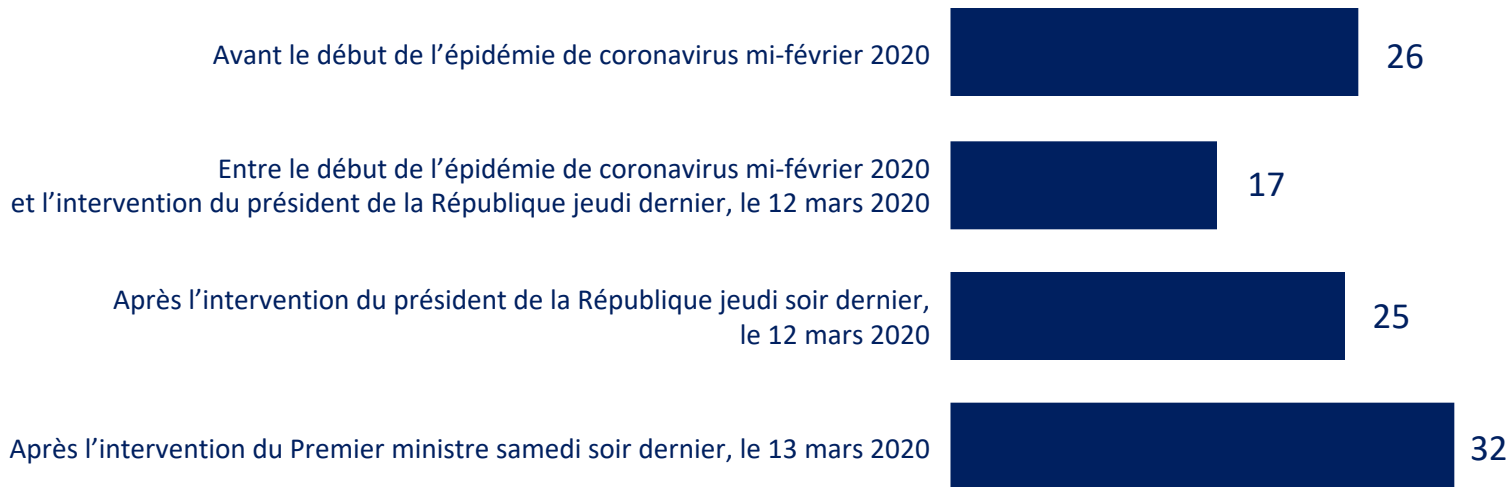 Avant le début de l’épidémie de coronavirus mi-février 2020
26
Entre le début de l’épidémie de coronavirus mi-février 2020
et l’intervention du président de la République jeudi dernier, le 12 mars 2020
17
Après l’intervention du président de la République jeudi soir dernier,
le 12 mars 2020
25
Après l’intervention du Premier ministre samedi soir dernier, le 13 mars 2020
32